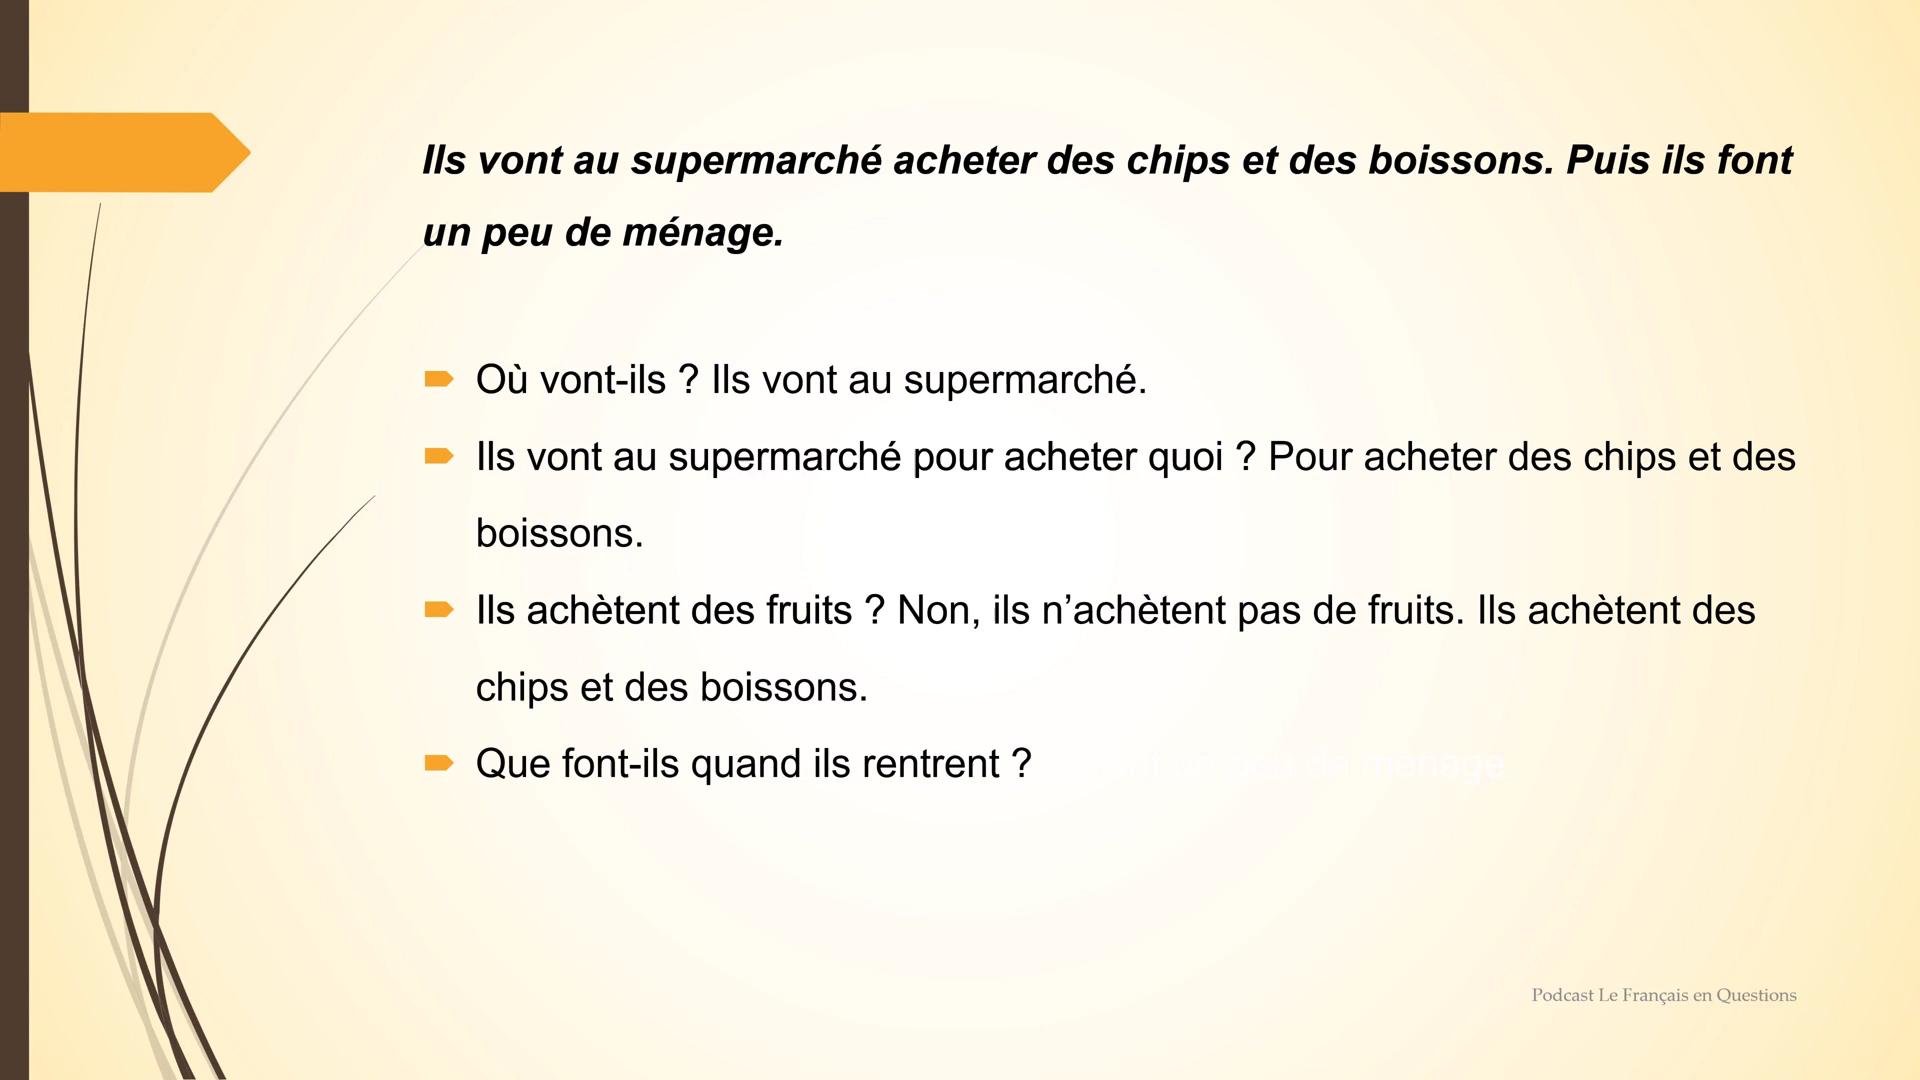 Ils vont au supermarché acheter des chips et des boissons. Puis ils font
un peu de ménage.
Où vont-ils ? Ils vont au supermarché.
Ils vont au supermarché pour acheter quoi ? Pour acheter des chips et des
boissons.
Ils achètent des fruits ? Non, ils n’achètent pas de fruits. Ils achètent des
chips et des boissons.
Que font-ils quand ils rentrent ? ménage
Podcast Le Français en Questions